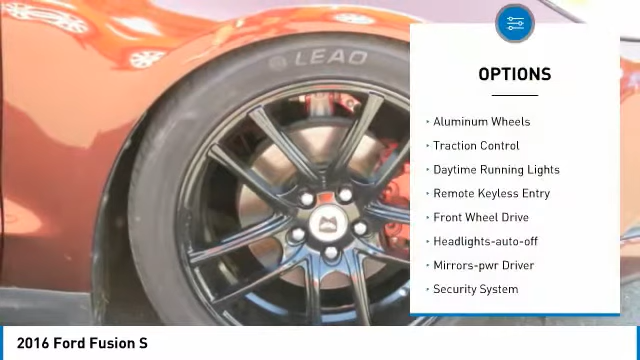 LEAO
OPTIONS
Aluminum Wheels
Traction Control
Daytime Running Lights
Remote Keyless Entry
Front Wheel Drive
Headlights-auto-off
Mirrors-pwr Driver
Security System
2016 Ford Fusion S